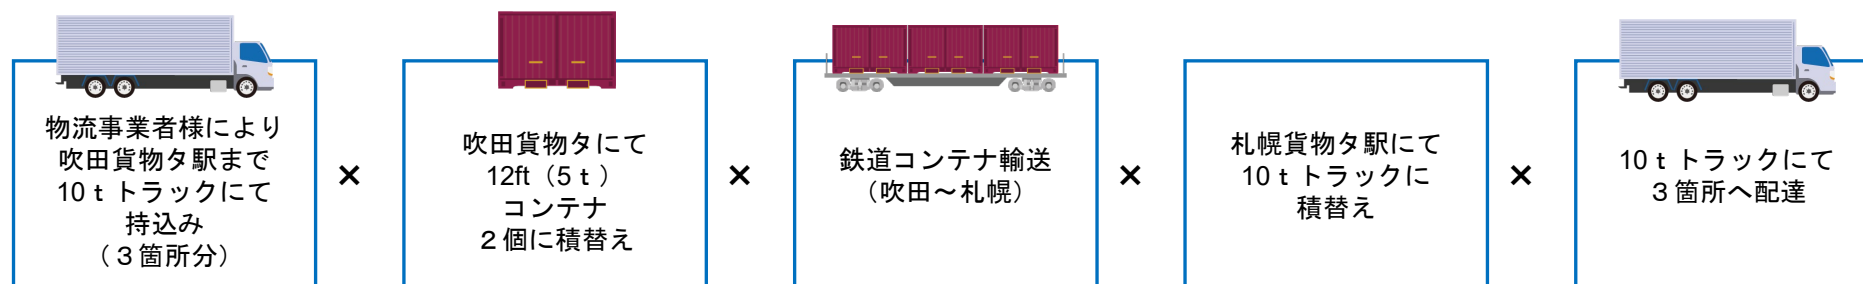 物流事業者様により
吹田貨物タ駅まで
10ｔトラックにて
持込み
（３箇所分）
×
吹田貨物タにて
12ft（5ｔ）
コンテナ
２個に積替え
×
鉄道コンテナ輸送
（吹田～札幌）
×
札幌貨物タ駅にて
10ｔトラックに
積替え
×
10ｔトラックにて
３箇所へ配達